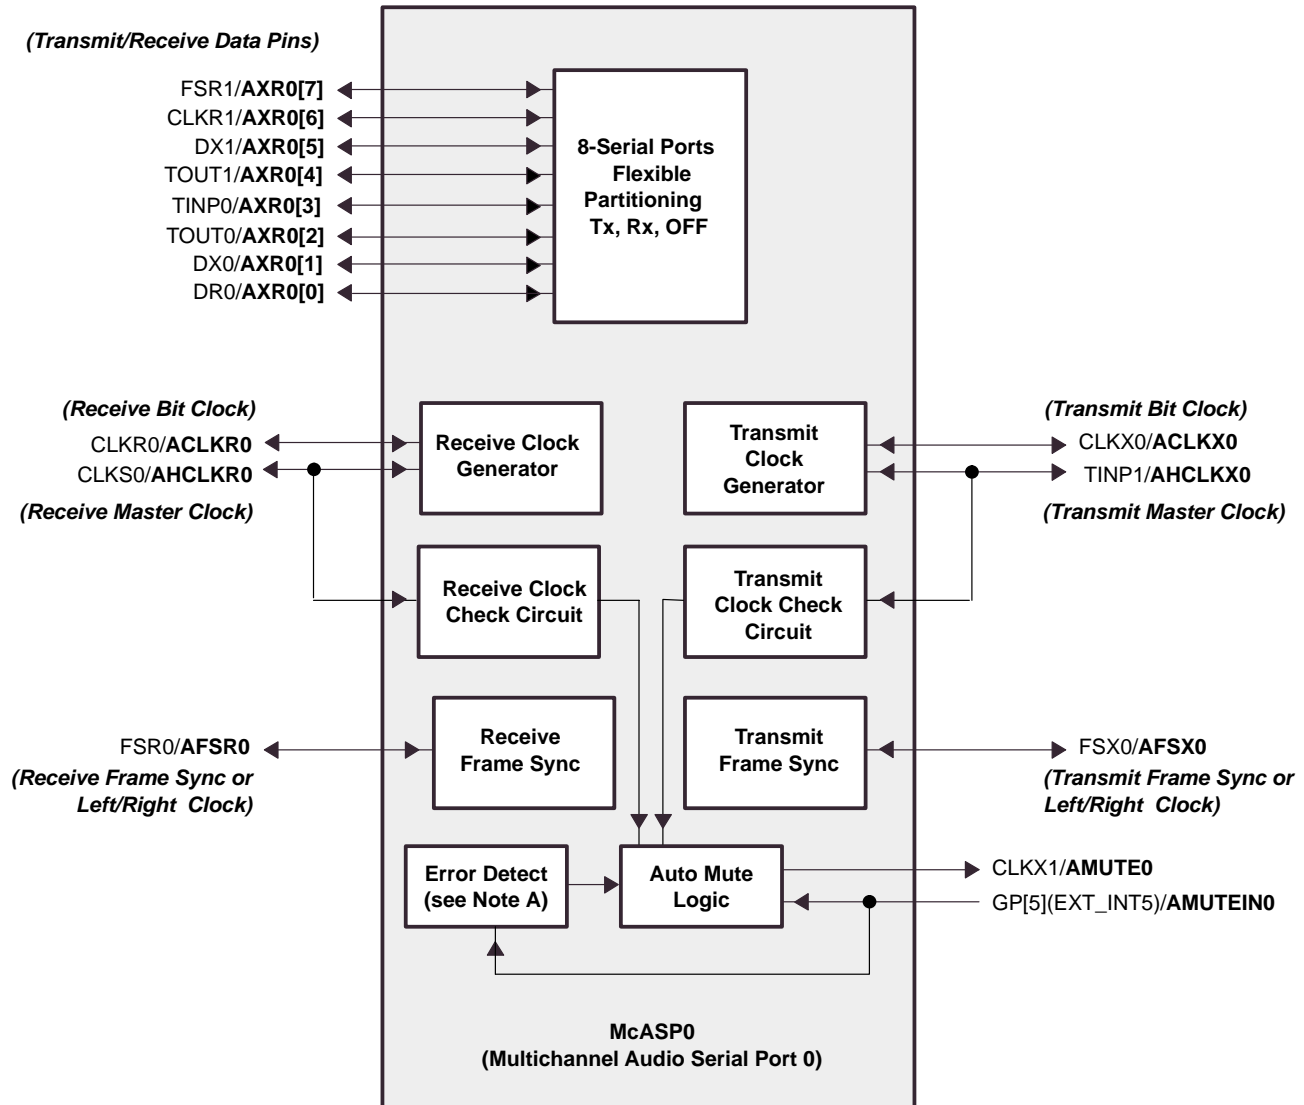 (Transmit/Receive Data Pins)
FSR1/AXR0[7]
CLKR1/AXR0[6]
DX1/AXR0[5]
TOUT1/AXR0[4]
TINP0/AXR0[3]
TOUT0/AXR0[2]
DX0/AXR0[1]
DR0/AXR0[0]
8-Serial Ports
Flexible
Partitioning
Tx, Rx, OFF
(Receive Bit Clock)
CLKR0/ACLKR0
CLKS0/AHCLKR0
(Receive Master Clock)
Receive Clock
Generator
Transmit
Clock
Generator
(Transmit Bit Clock)
CLKX0/ACLKX0
TINP1/AHCLKX0
(Transmit Master Clock)
Receive Clock
Check Circuit
Transmit
Clock Check
Circuit
FSR0/AFSR0
(Receive Frame Sync or
Left/Right Clock)
Receive
Frame Sync
Transmit
Frame Sync
FSX0/AFSX0
(Transmit Frame Sync or
Left/Right Clock)
Error Detect
(see Note A)
Auto Mute
Logic
CLKX1/AMUTE0
GP[5](EXT_INT5)/AMUTEIN0
McASP0
(Multichannel Audio Serial Port 0)